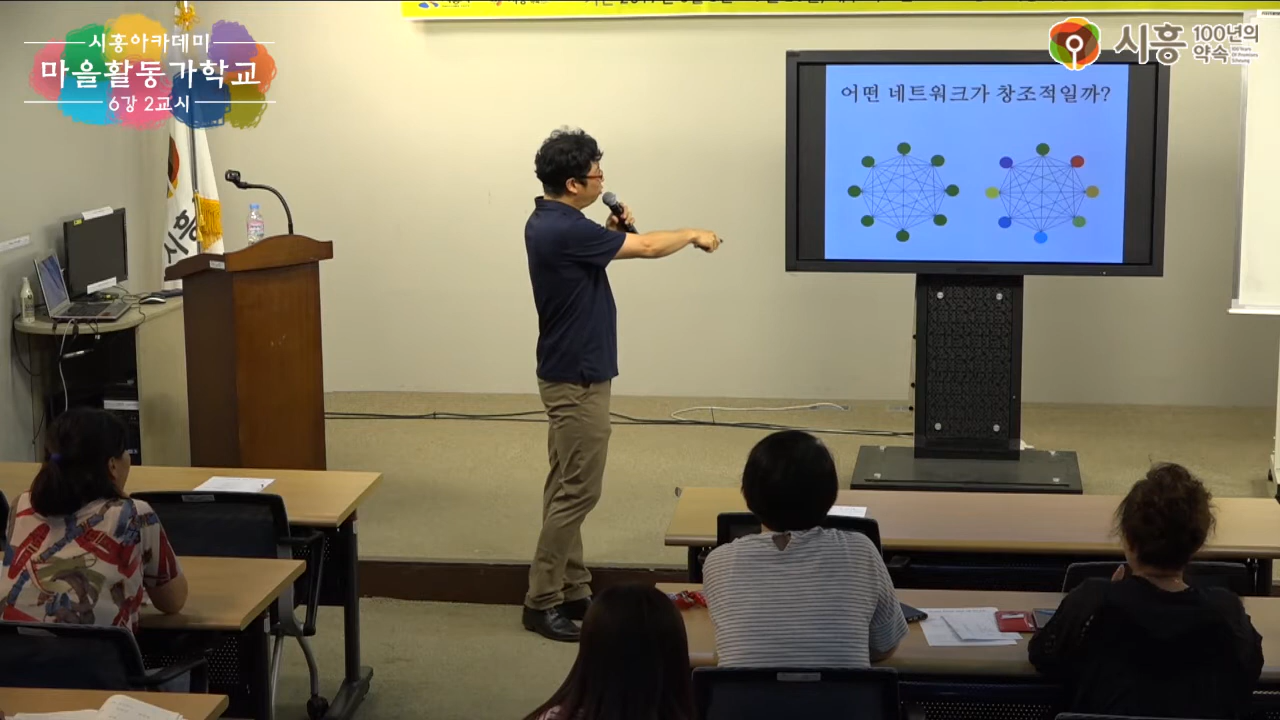 시흥아카데미
마을활동가학교
6강 2교시
시흥 100년의 약속
어떤 네트워크가 창조적일까?
시흥